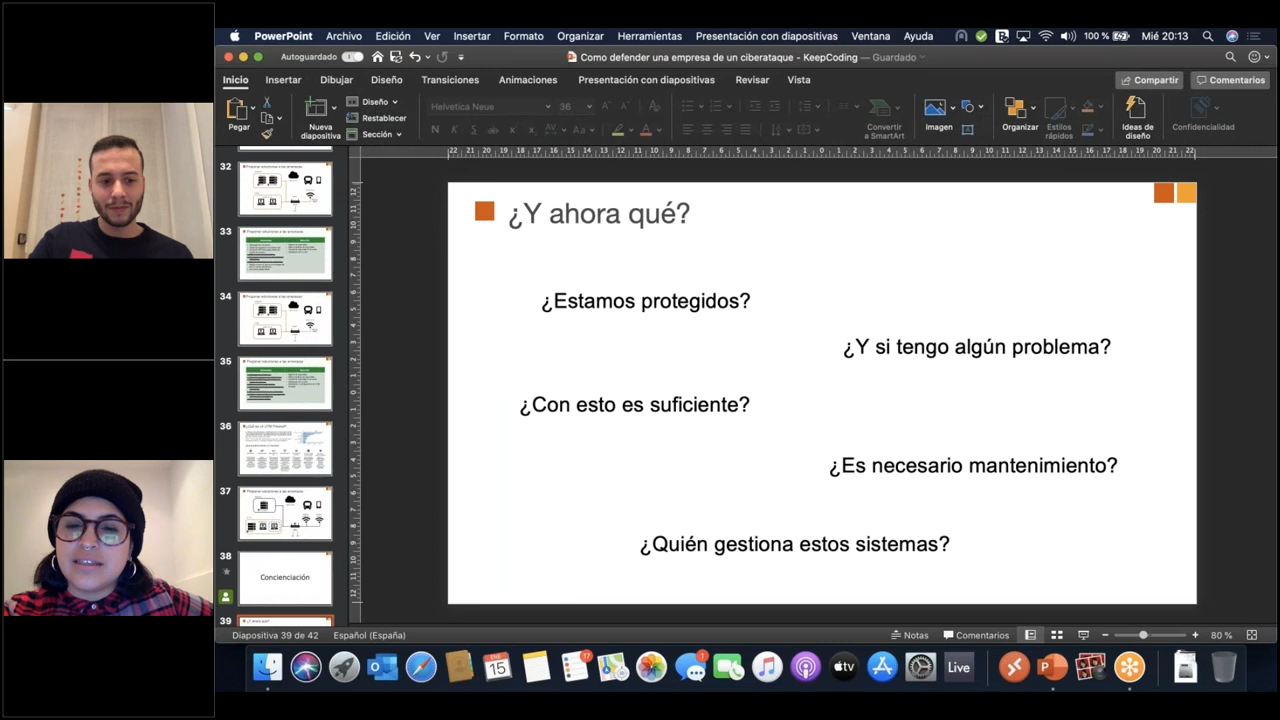 PowerPoint Archivo Edición Ver Insertar Formato Organizar Herramientas Presentación con diapositivas Ventana Ayuda 100 % Mié 20:13
Autoguardado Como defender una empresa de un ciberataque - KeepCoding — Guardado
Inicio Insertar Dibujar Diseño Transiciones Animaciones Presentación con diapositivas Revisar Vista Compartir Comentarios
Pegar
Nueva diapositiva
Diseño
Restablecer
Sección
Helvetica Neue 36
Convertir a SmartArt
Imagen
Organizar
Estilos rápidos
Ideas de diseño
Confidencialidad
32
33
34
35
36
37
38
Concienciación
39
¿Y ahora qué?
¿Estamos protegidos?
¿Y si tengo algún problema?
¿Con esto es suficiente?
¿Es necesario mantenimiento?
¿Quién gestiona estos sistemas?
Diapositiva 39 de 42 Español (España) Notas Comentarios 80 %
ENE
15
17
1
tv
Live